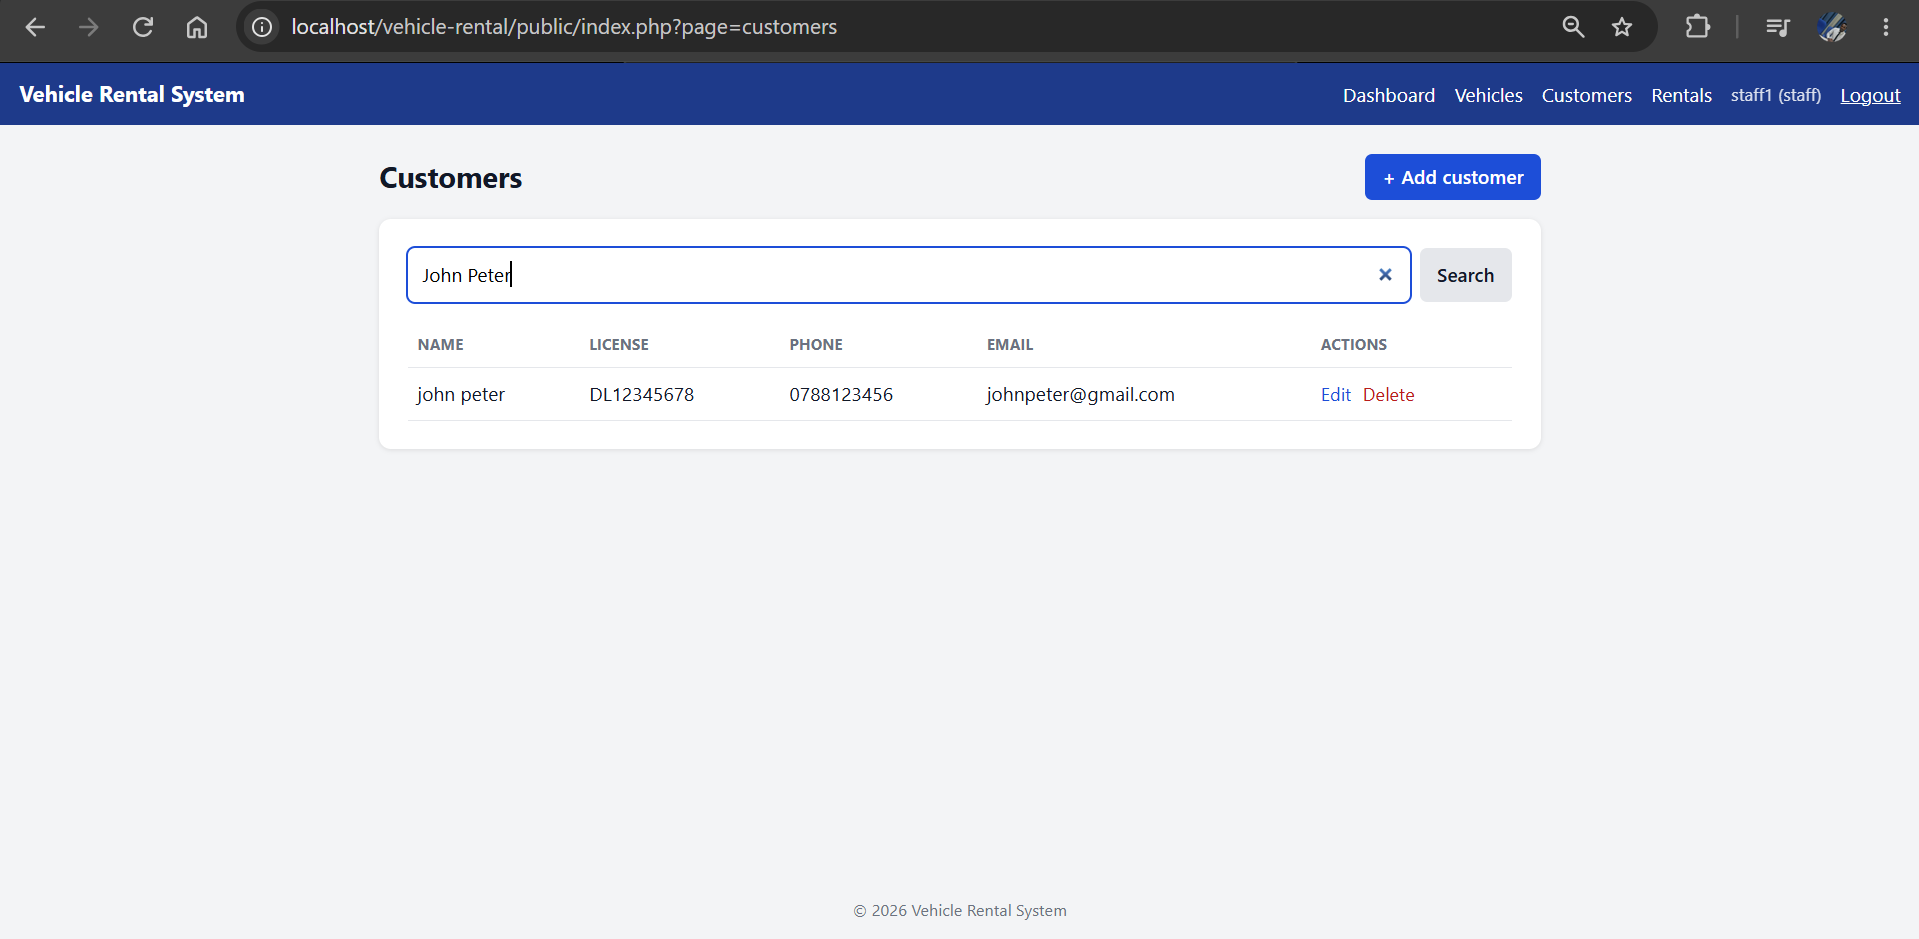 localhost/vehicle-rental/public/index.php?page=customers
Vehicle Rental System Dashboard Vehicles Customers Rentals staff1 (staff) Logout
Customers + Add customer
John Peter × Search
NAME LICENSE PHONE EMAIL ACTIONS
john peter DL12345678 0788123456 johnpeter@gmail.com Edit Delete
© 2026 Vehicle Rental System